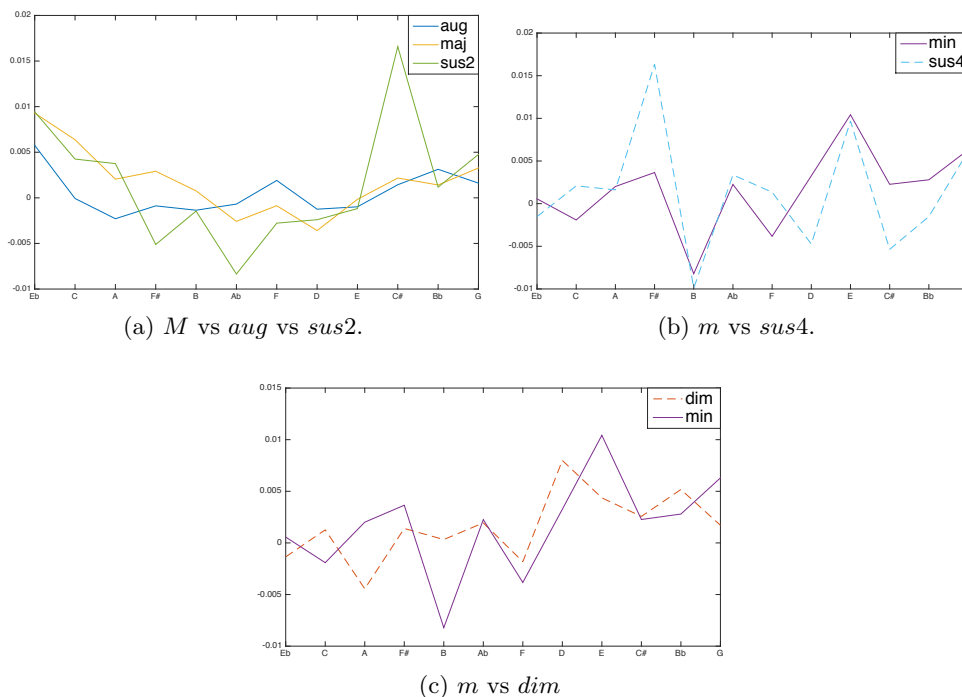 0.02
0.015
0.01
0.005
0
-0.005
-0.01
Eb C A F# B Ab F D E C# Bb G
aug
maj
sus2
(a) M vs aug vs sus2.
0.02
0.015
0.01
0.005
0
-0.005
-0.01
Eb C A F# B Ab F D E C# Bb
min
sus4
(b) m vs sus4.
0.015
0.01
0.005
0
-0.005
-0.01
Eb C A F# B Ab F D E C# Bb G
dim
min
(c) m vs dim